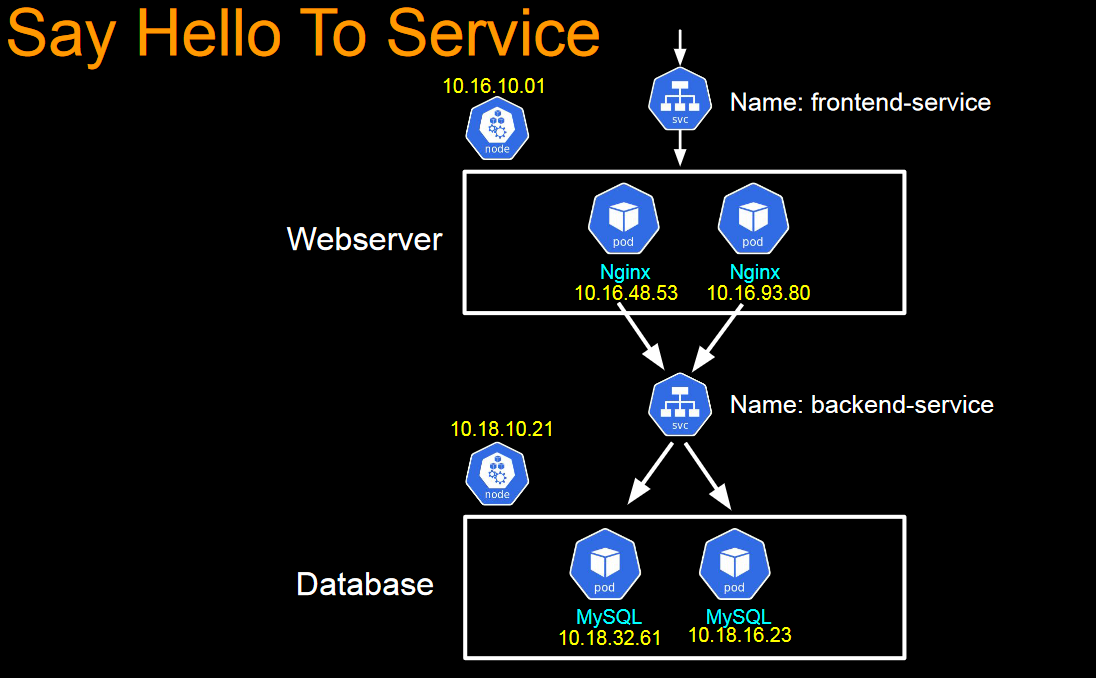 Say Hello To Service
10.16.10.01
node
svc
Name: frontend-service
Webserver
pod
pod
Nginx
Nginx
10.16.48.53
10.16.93.80
svc
Name: backend-service
10.18.10.21
node
Database
pod
pod
MySQL
MySQL
10.18.32.61
10.18.16.23